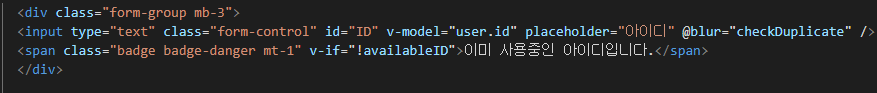 <div class="form-group mb-3">
<input type="text" class="form-control" id="ID" v-model="user.id" placeholder="아이디" @blur="checkDuplicate" />
<span class="badge badge-danger mt-1" v-if="!availableID">이미 사용중인 아이디입니다.</span>
</div>